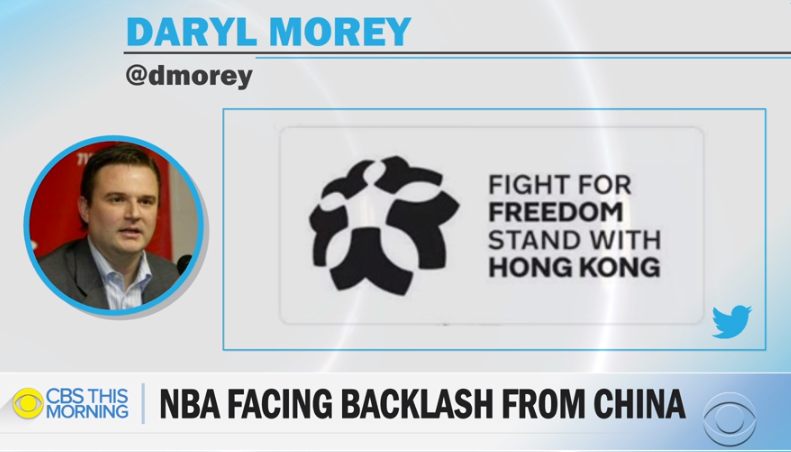 DARYL MOREY
@dmorey
FIGHT FOR
FREEDOM
STAND WITH
HONG KONG
CBS THIS
MORNING
NBA FACING BACKLASH FROM CHINA